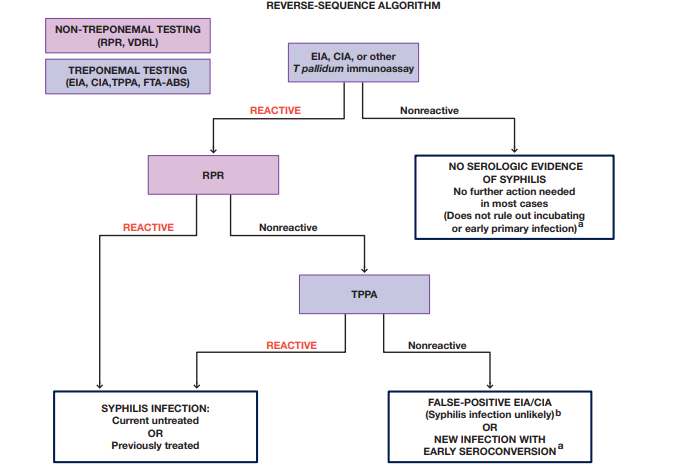 REVERSE-SEQUENCE ALGORITHM
NON-TREPONEMAL TESTING
(RPR, VDRL)
TREPONEMAL TESTING
(EIA, CIA,TPPA, FTA-ABS)
EIA, CIA, or other
T pallidum immunoassay
REACTIVE
Nonreactive
RPR
NO SEROLOGIC EVIDENCE
OF SYPHILIS
No further action needed
in most cases
(Does not rule out incubating
or early primary infection)a
REACTIVE
Nonreactive
TPPA
REACTIVE
Nonreactive
SYPHILIS INFECTION:
Current untreated
OR
Previously treated
FALSE-POSITIVE EIA/CIA
(Syphilis infection unlikely)b
OR
NEW INFECTION WITH
EARLY SEROCONVERSION a